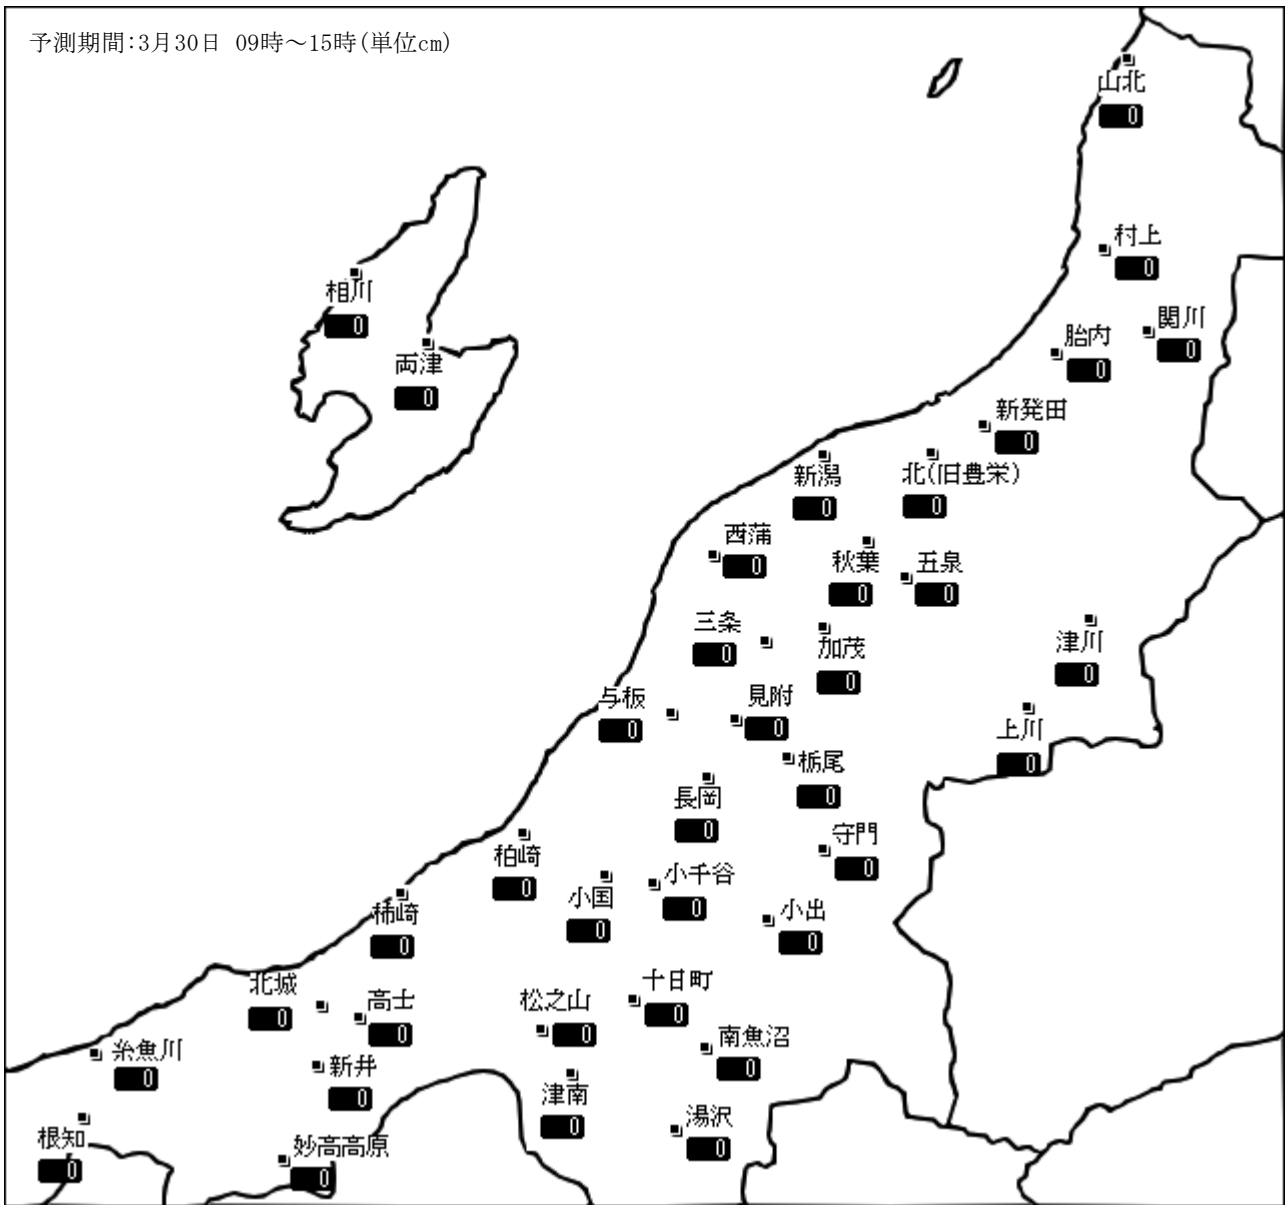 予測期間:3月30日 09時～15時(単位cm)
山北
0
村上
0
相川
0
関川
0
胎内
0
両津
0
新発田
0
新潟
0
北(旧豊栄)
0
西蒲
0
秋葉
0
五泉
0
三条
0
加茂
0
津川
0
与板
0
見附
0
上川
0
栃尾
0
長岡
0
守門
0
柏崎
0
小千谷
0
小国
0
小出
0
柿崎
0
北城
0
高士
0
松之山
0
十日町
0
南魚沼
0
糸魚川
0
新井
0
津南
0
湯沢
0
根知
0
妙高高原
0